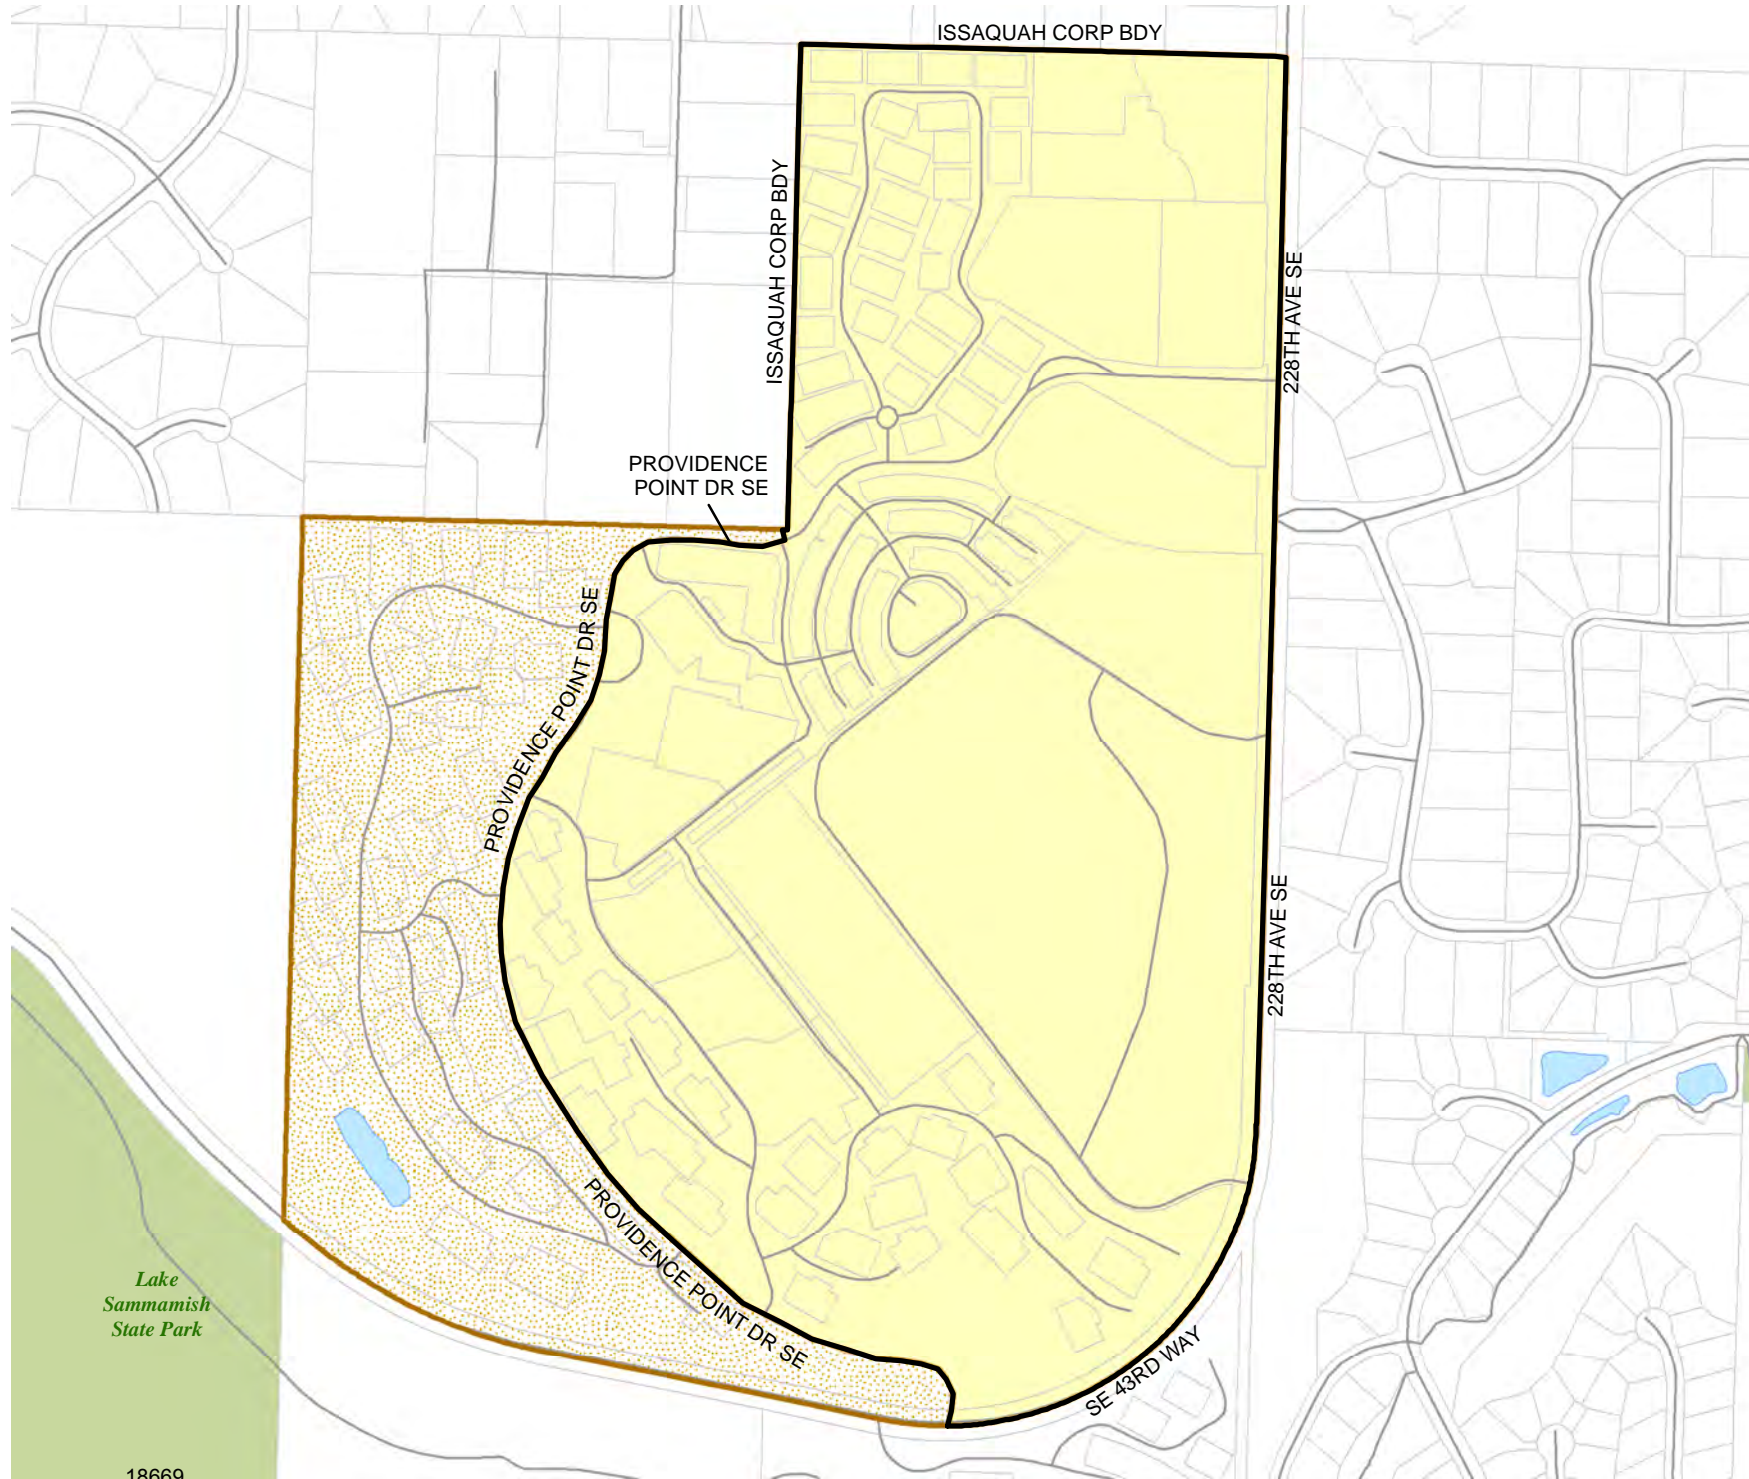 ISSAQUAH CORP BDY
ISSAQUAH CORP BDY
228TH AVE SE
PROVIDENCE
POINT DR SE
PROVIDENCE POINT DR SE
228TH AVE SE
PROVIDENCE POINT DR SE
SE 43RD WAY
Lake
Sammamish
State Park
18669